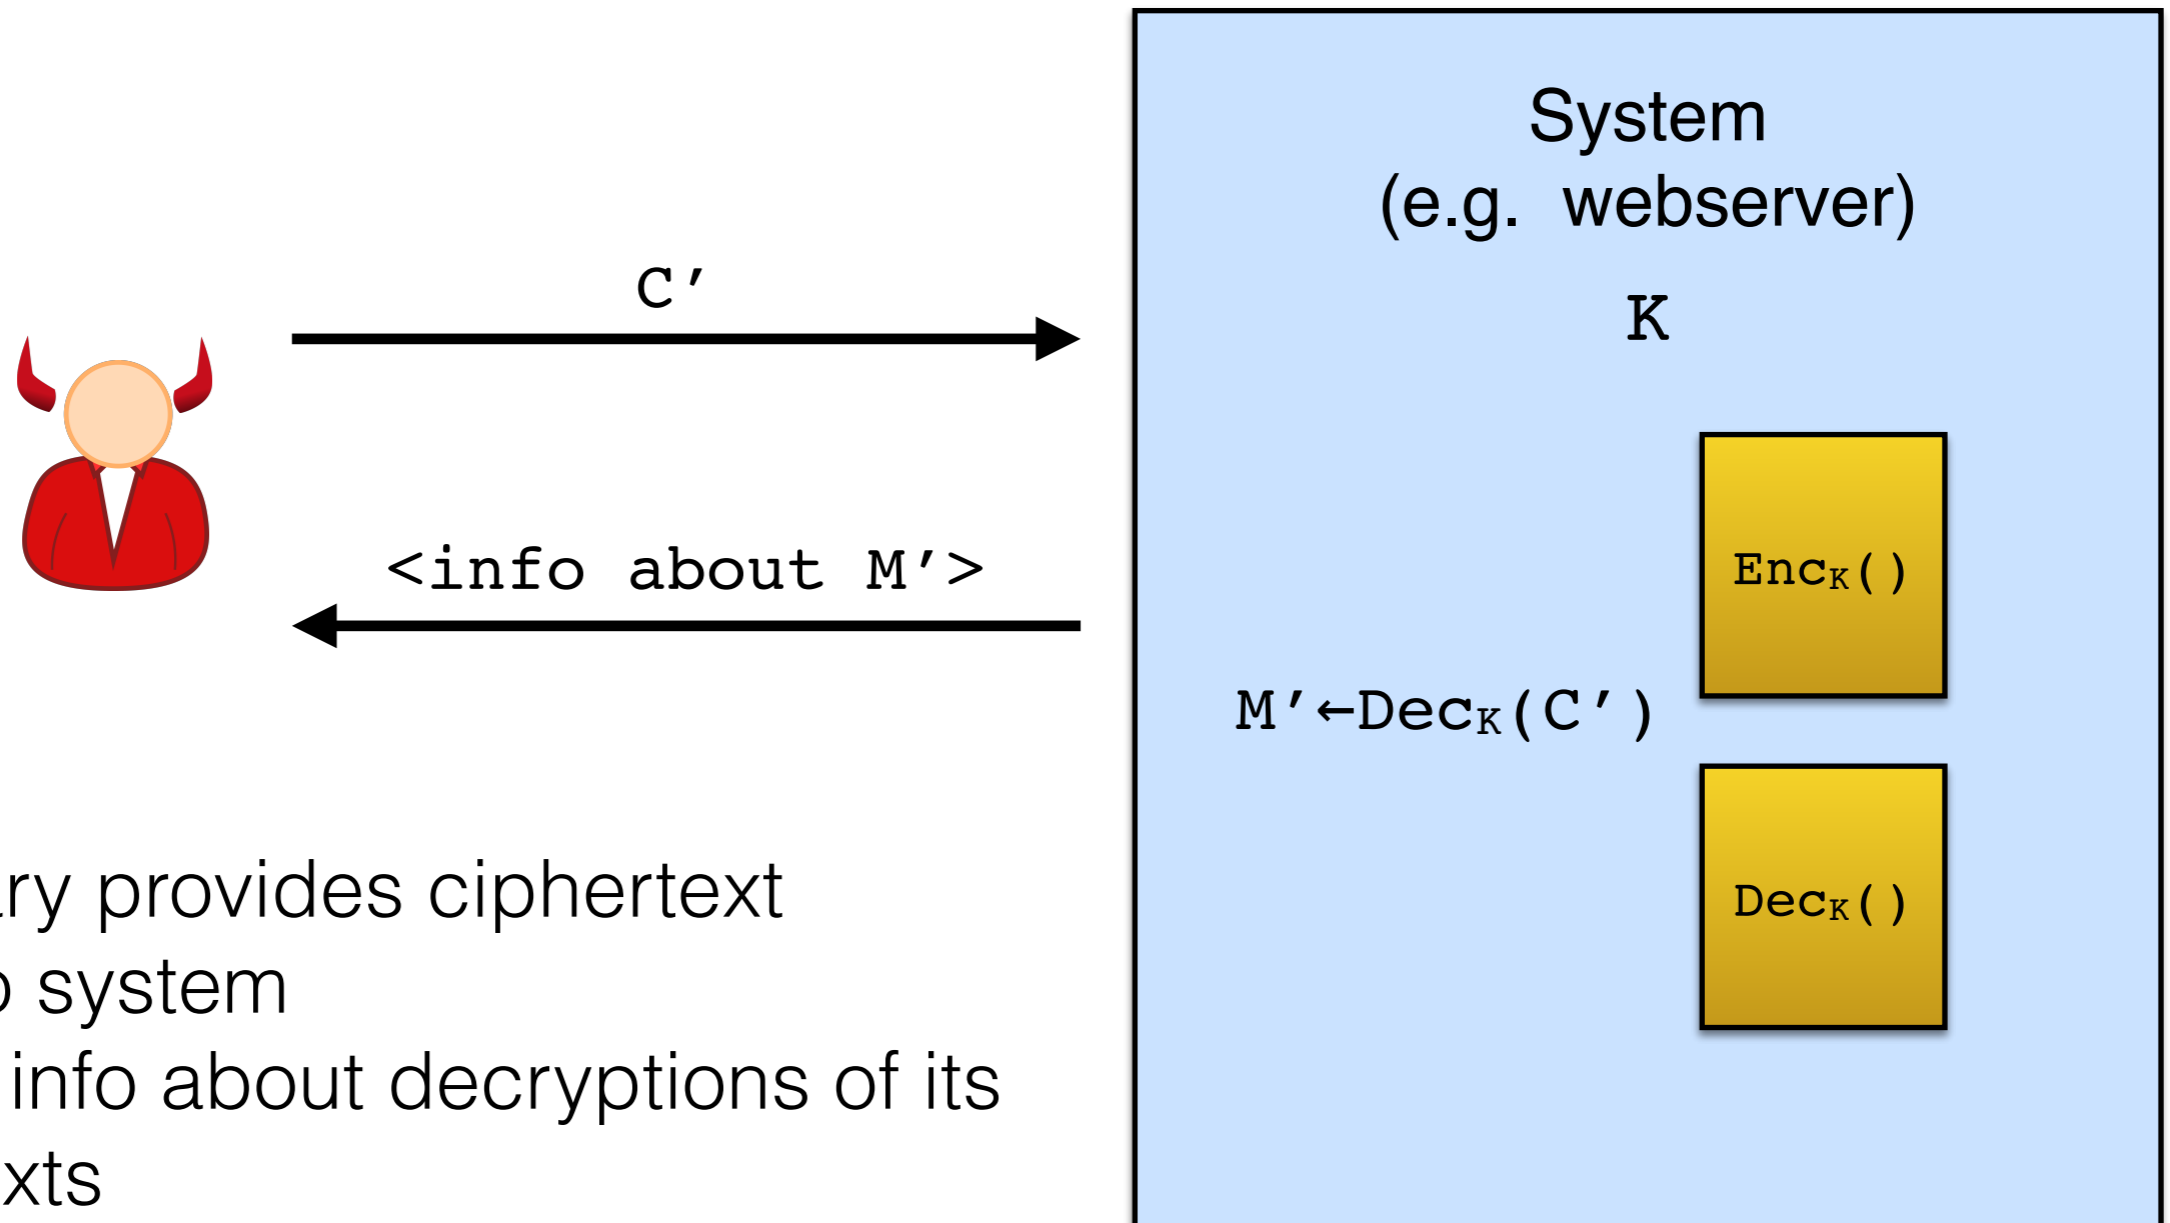 System
(e.g. webserver)
K
C′
<info about M′>
EncK()
M′←DecK(C′)
DecK()
ry provides ciphertext
o system
info about decryptions of its
xts